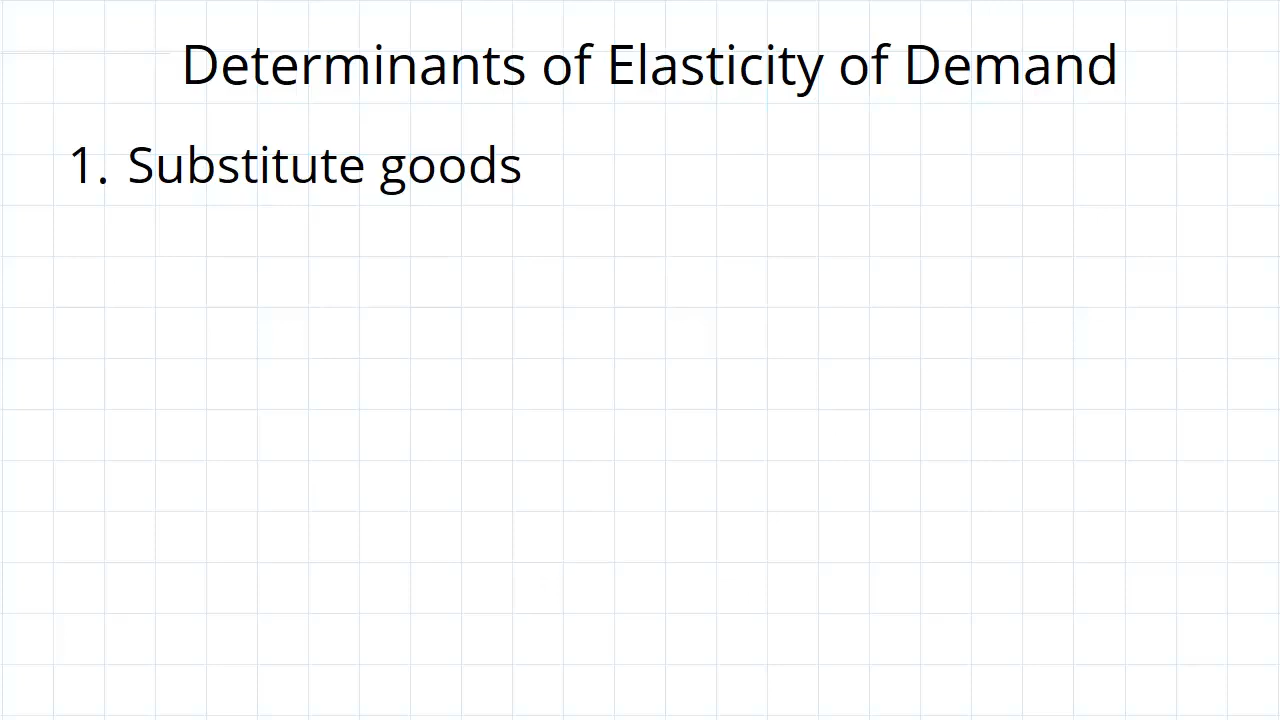 Determinants of Elasticity of Demand
1. Substitute goods